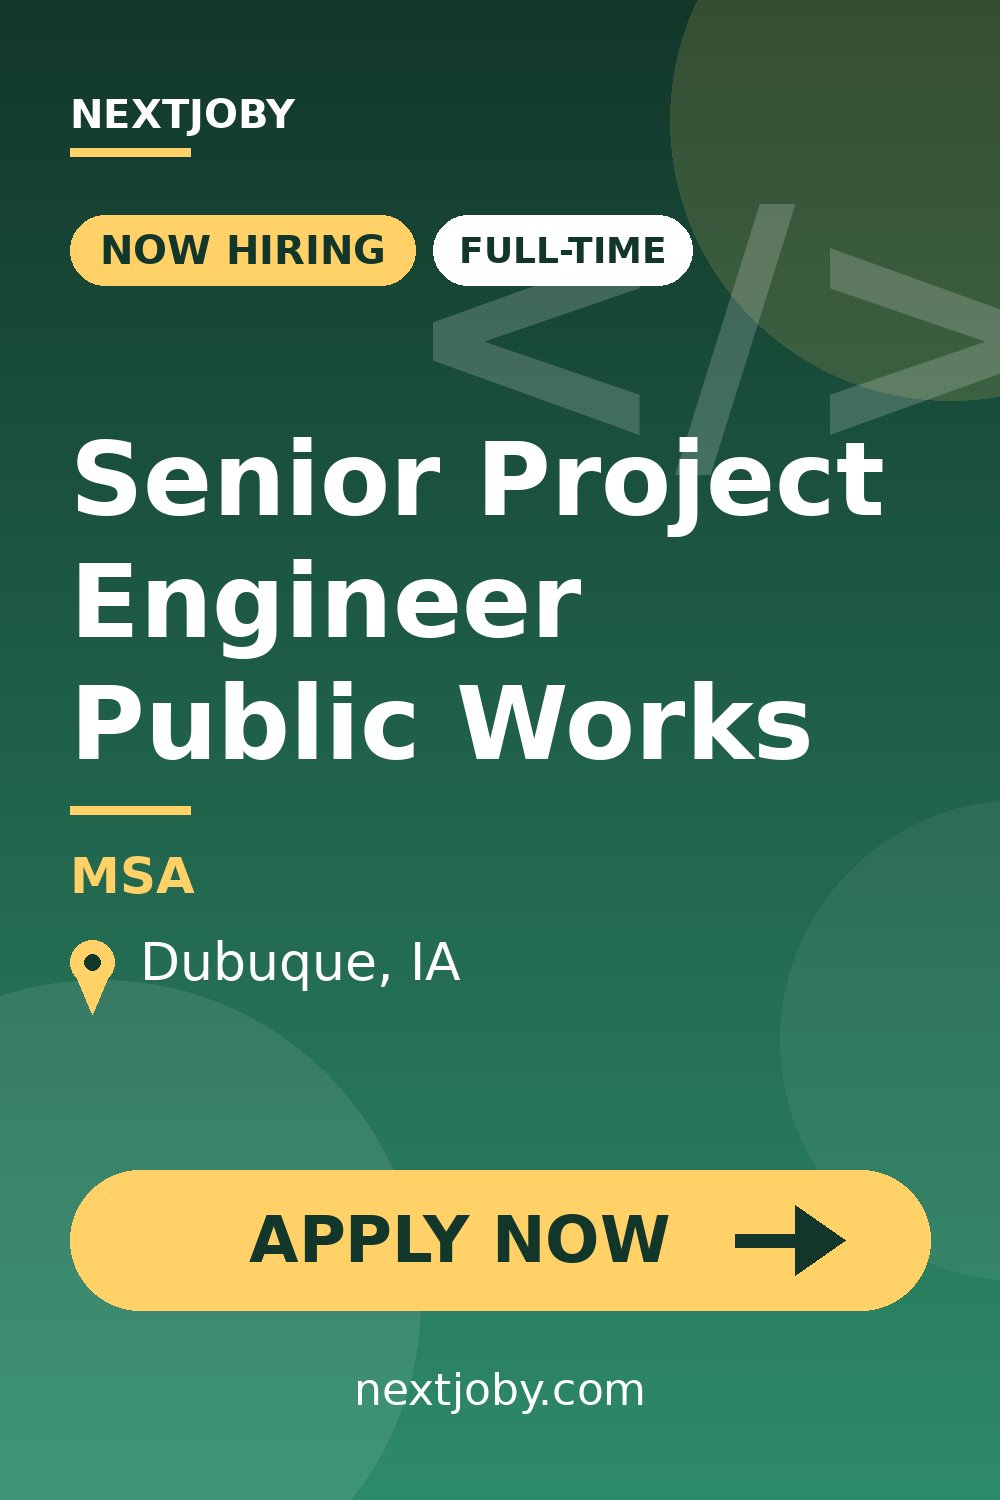 NEXTJOBY
NOW HIRING
FULL-TIME
</>
Senior Project
Engineer
Public Works
MSA
Dubuque, IA
APPLY NOW
nextjoby.com